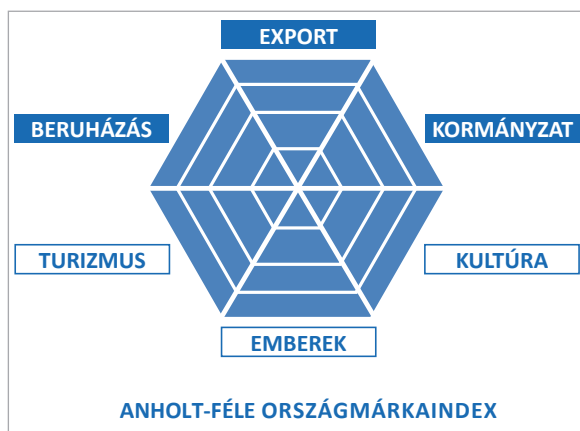 EXPORT
BERUHÁZÁS
KORMÁNYZAT
TURIZMUS
KULTÚRA
EMBEREK
ANHOLT-FÉLE ORSZÁGMÁRKAINDEX